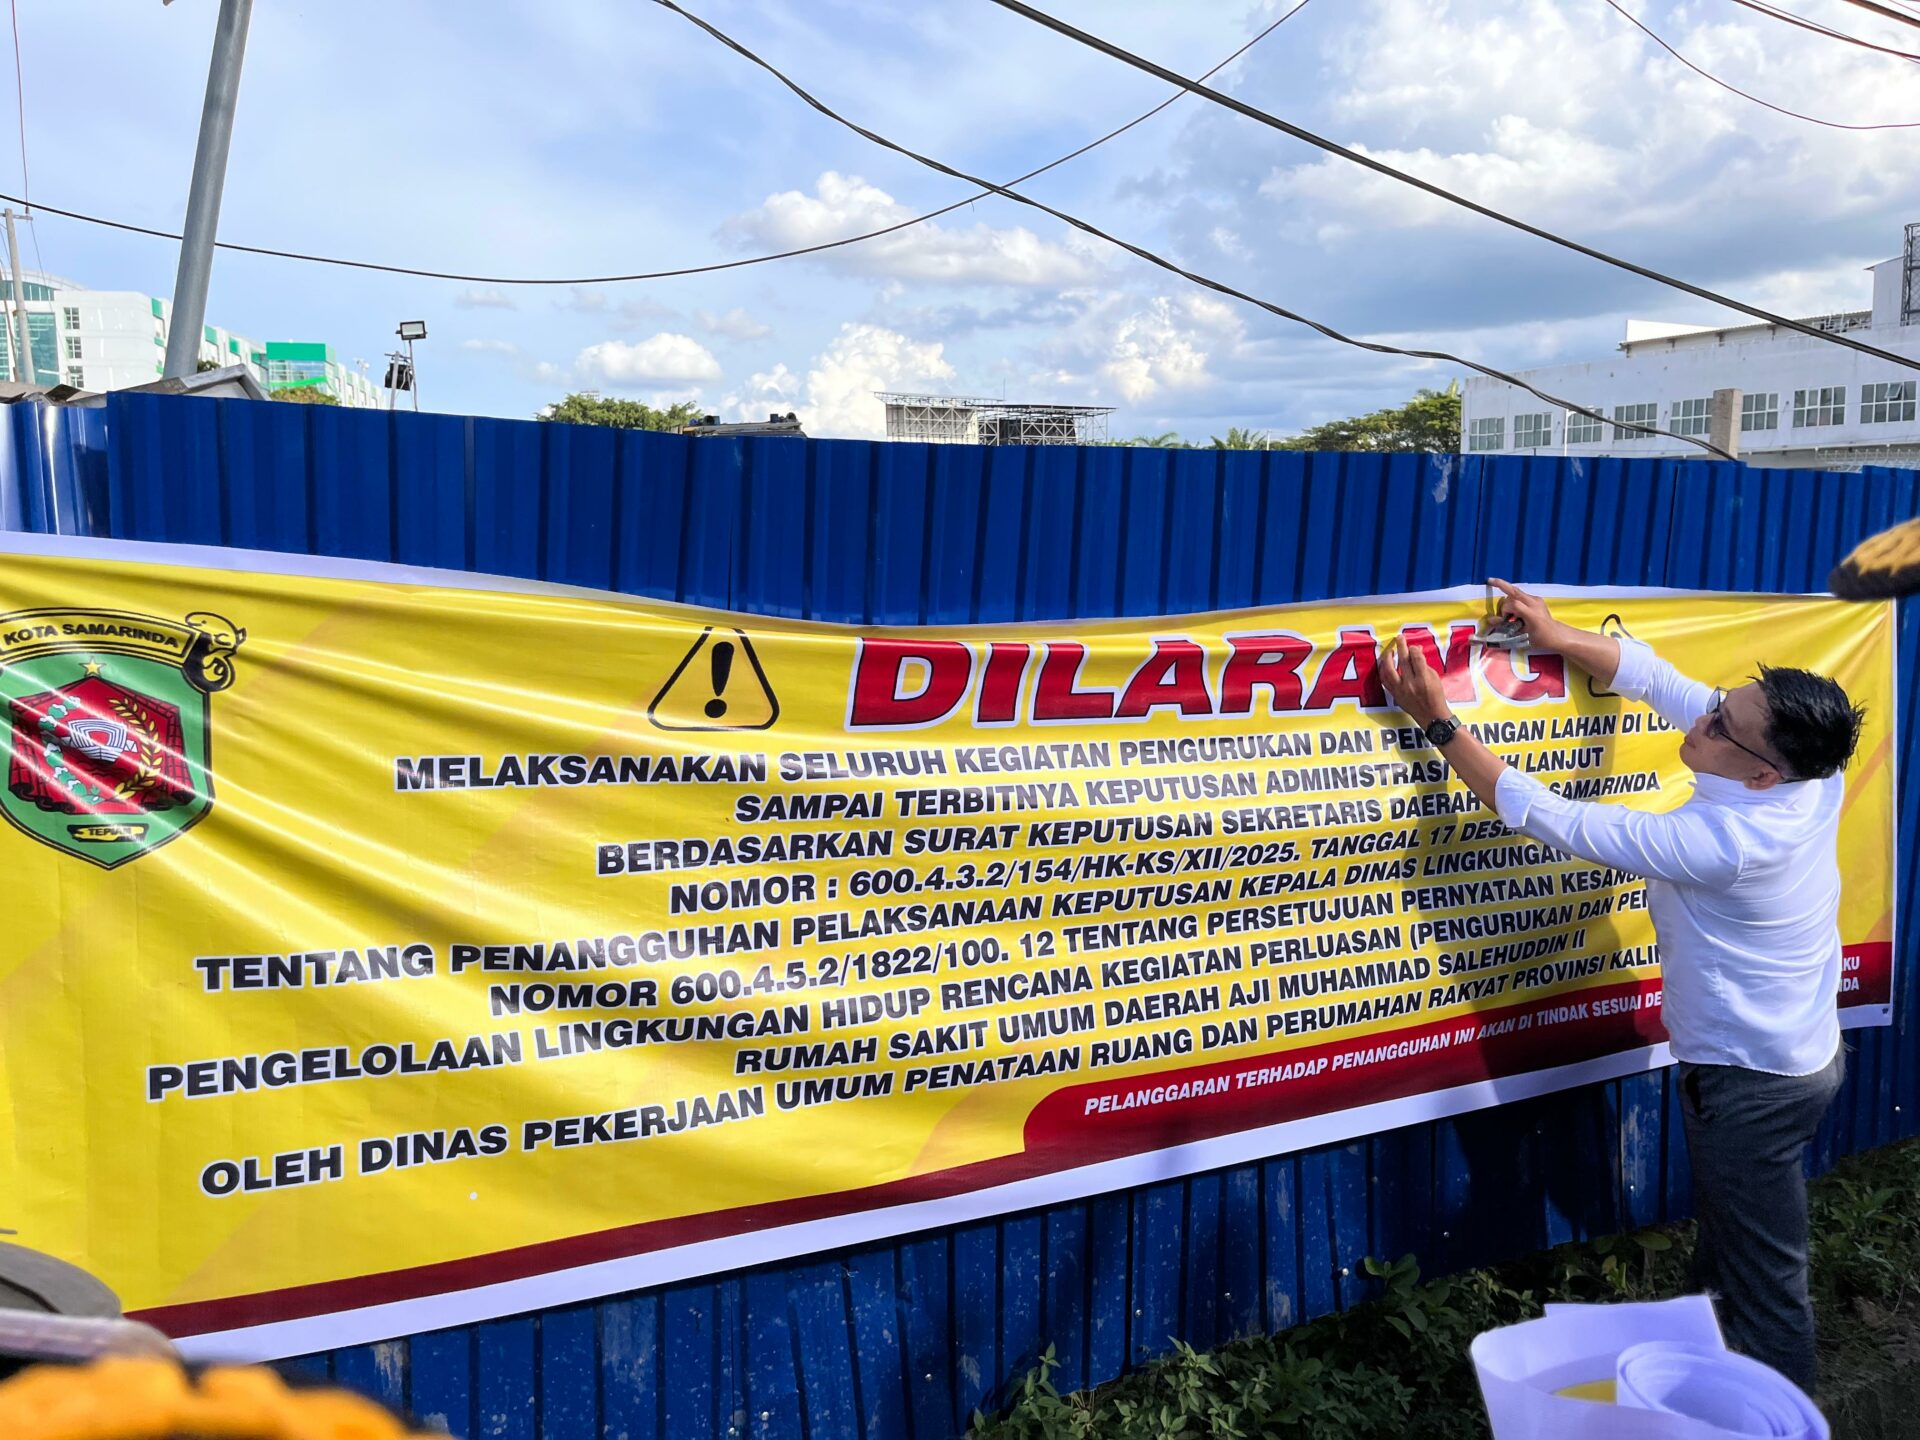 KOTA SAMARINDA
TEPIAN
DILARANG
MELAKSANAKAN SELURUH KEGIATAN PENGURUKAN DAN LAHAN DI
SAMPAI TERBITNYA KEPUTUSAN ADMINISTRASI LANJUT
BERDASARKAN SURAT KEPUTUSAN SEKRETARIS DAERAH SAMARINDA
NOMOR : 600.4.3.2/154/HK-KS/XII/2025. TANGGAL 17
TENTANG PENANGGUHAN PELAKSANAAN KEPUTUSAN KEPALA DINAS LINGKUNGAN
NOMOR 600.4.5.2/1822/100. 12 TENTANG PERSETUJUAN PERNYATAAN
PENGELOLAAN LINGKUNGAN HIDUP RENCANA KEGIATAN PERLUASAN (PENGURUKAN DAN
RUMAH SAKIT UMUM DAERAH AJI MUHAMMAD SALEHUDDIN II
OLEH DINAS PEKERJAAN UMUM PENATAAN RUANG DAN PERUMAHAN RAKYAT PROVINSI
PELANGGARAN TERHADAP PENANGGUHAN INI AKAN DI TINDAK SESUAI